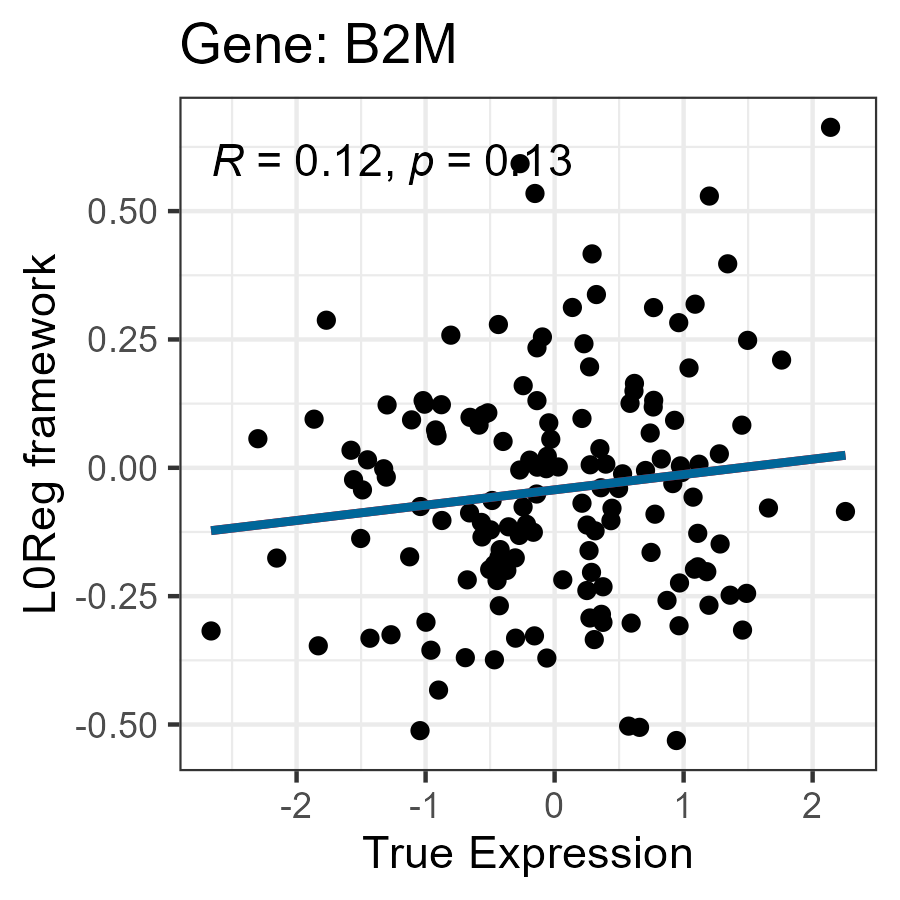 Gene: B2M
R = 0.12, p = 0.13
L0Reg framework
0.50
0.25
0.00
-0.25
-0.50
-2 -1 0 1 2
True Expression